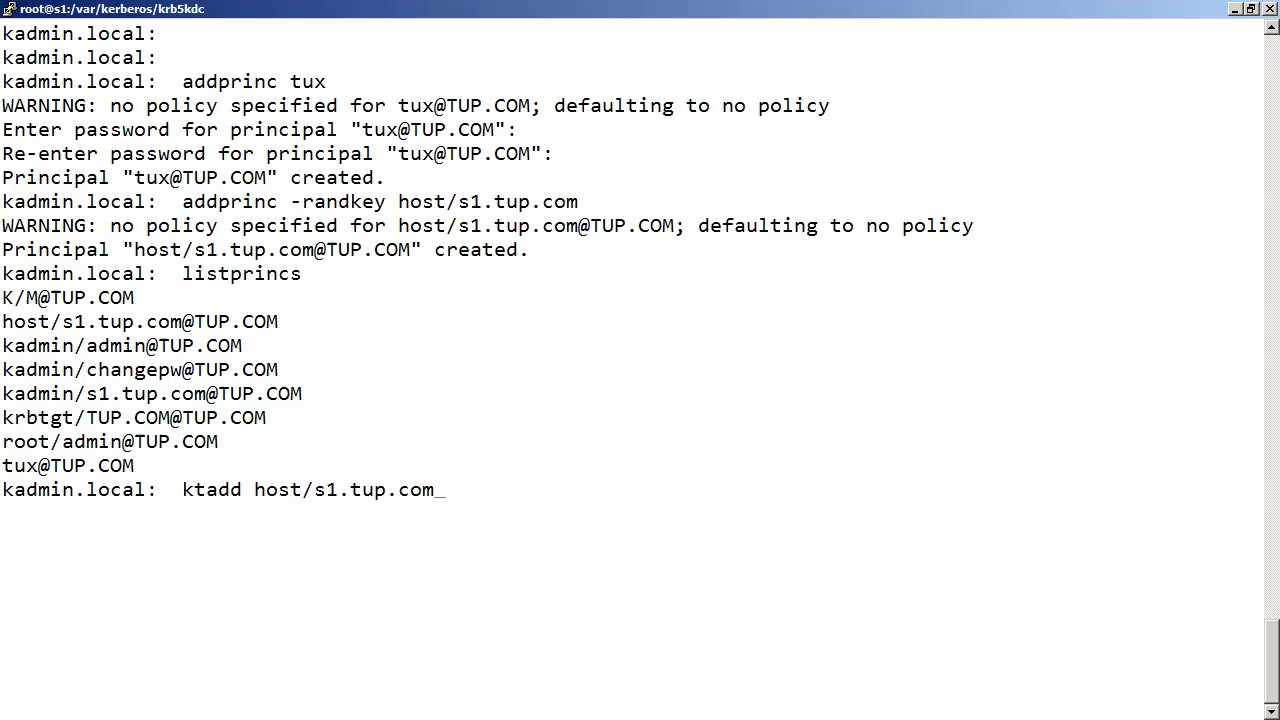 root@s1:/var/kerberos/krb5kdc
kadmin.local:
kadmin.local:
kadmin.local:  addprinc tux
WARNING: no policy specified for tux@TUP.COM; defaulting to no policy
Enter password for principal "tux@TUP.COM":
Re-enter password for principal "tux@TUP.COM":
Principal "tux@TUP.COM" created.
kadmin.local:  addprinc -randkey host/s1.tup.com
WARNING: no policy specified for host/s1.tup.com@TUP.COM; defaulting to no policy
Principal "host/s1.tup.com@TUP.COM" created.
kadmin.local:  listprincs
K/M@TUP.COM
host/s1.tup.com@TUP.COM
kadmin/admin@TUP.COM
kadmin/changepw@TUP.COM
kadmin/s1.tup.com@TUP.COM
krbtgt/TUP.COM@TUP.COM
root/admin@TUP.COM
tux@TUP.COM
kadmin.local:  ktadd host/s1.tup.com_